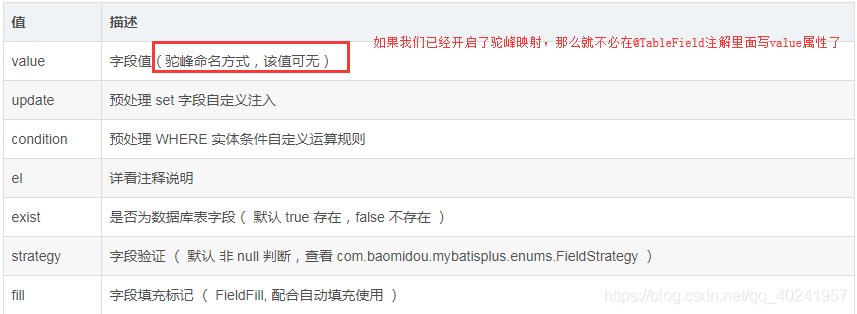 值 描述
如果我们已经开启了驼峰映射，那么就不必在@TableField注解里面写value属性了
value 字段值（驼峰命名方式，该值可无）
update 预处理 set 字段自定义注入
condition 预处理 WHERE 实体条件自定义运算规则
el 详看注释说明
exist 是否为数据库表字段（ 默认 true 存在，false 不存在 ）
strategy 字段验证 （ 默认 非 null 判断，查看 com.baomidou.mybatisplus.enums.FieldStrategy ）
fill 字段填充标记 （ FieldFill, 配合自动填充使用 ）
https://blog.csdn.net/qq_40241957